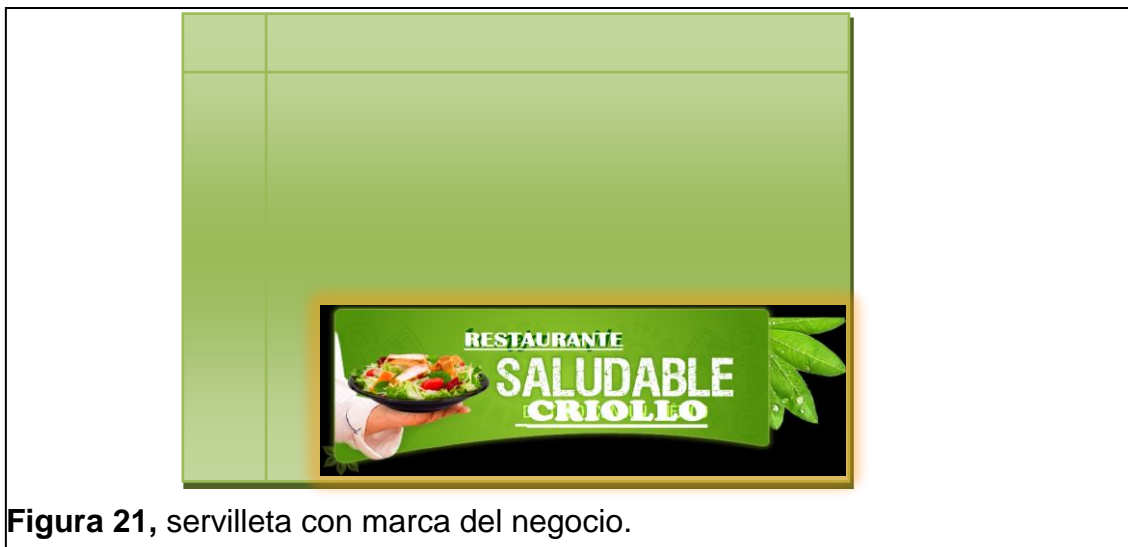 RESTAURANTE
SALUDABLE
CRIOLLO
Figura 21, servilleta con marca del negocio.